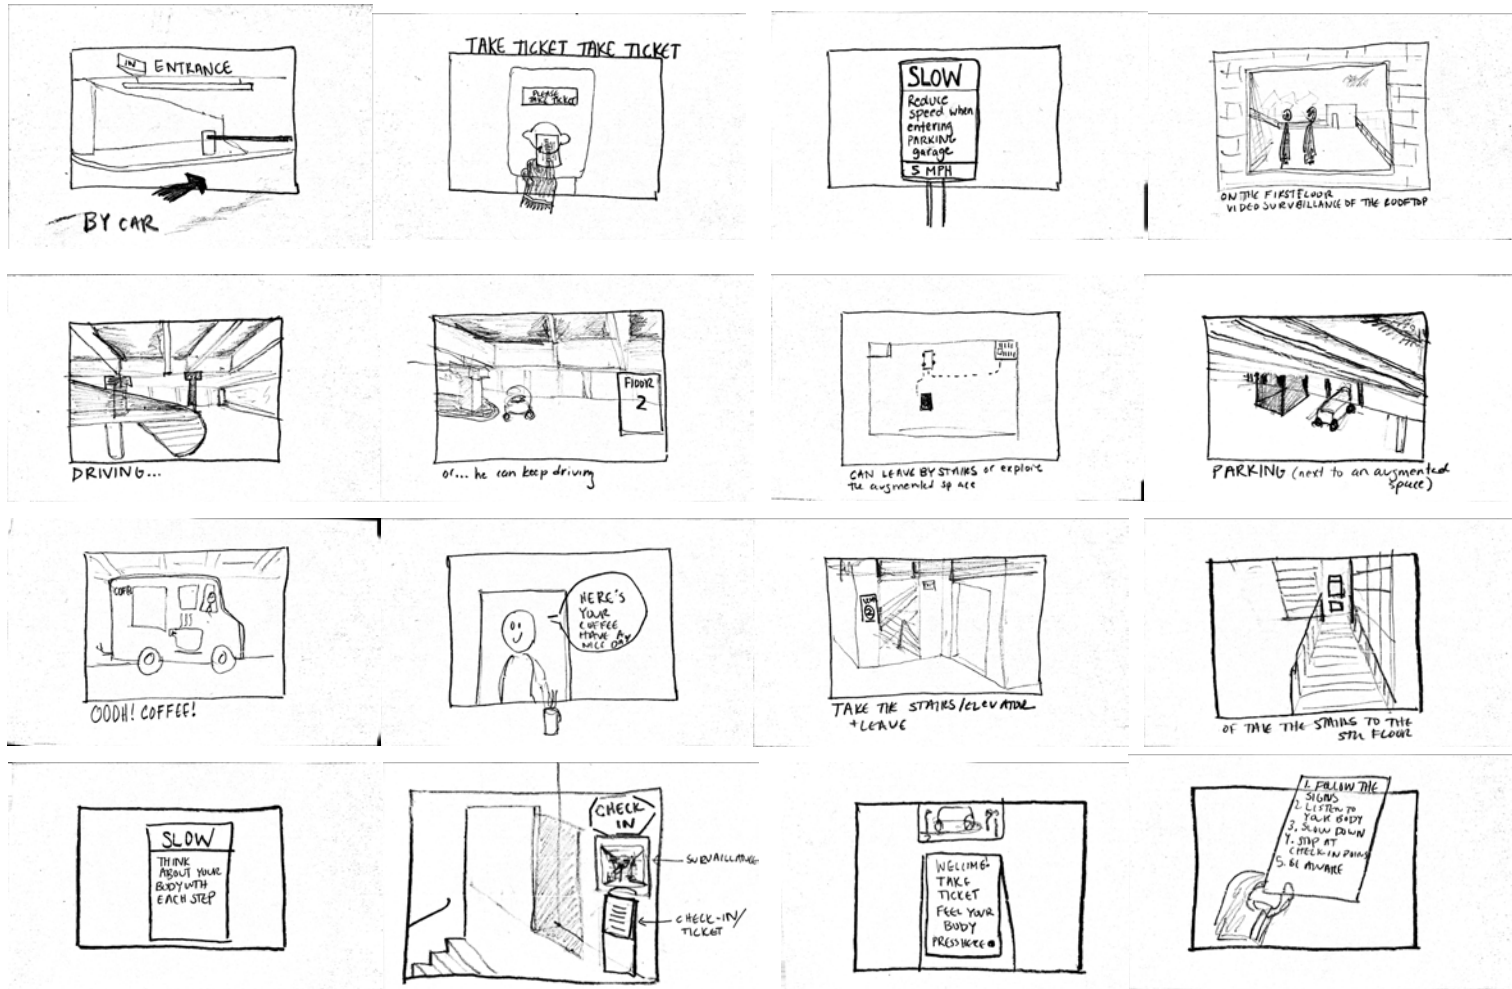 IN ENTRANCE
BY CAR
TAKE TICKET TAKE TICKET
PLEASE
TAKE TICKET
SLOW
Reduce
speed when
entering
PARKING
garage
5 MPH
ON THE FIRST FLOOR
VIDEO SURVEILLANCE OF THE ROOFTOP
DRIVING...
FLOOR
2
or... he can keep driving
CAN LEAVE BY STAIRS or explore
the augmented space
PARKING (next to an augmented
space)
COFFE
OODH! COFFEE!
HERE'S
YOUR
COFFEE
HAVE A
NICE DAY
2
TAKE THE STAIRS/ELEVATOR
+ LEAVE
OF TAKE THE STAIRS TO THE
5TH FLOOR
SLOW
THINK
ABOUT YOUR
BODY WITH
EACH STEP
CHECK
IN
SURVAILLANCE
CHECK-IN/
TICKET
WELCOME:
TAKE
TICKET
FEEL YOUR
BODY
PRESS HERE
1. FOLLOW THE
SIGNS
2. LISTEN TO
YOUR BODY
3. SLOW DOWN
4. STOP AT
CHECK-IN POINTS
5. BE AWARE